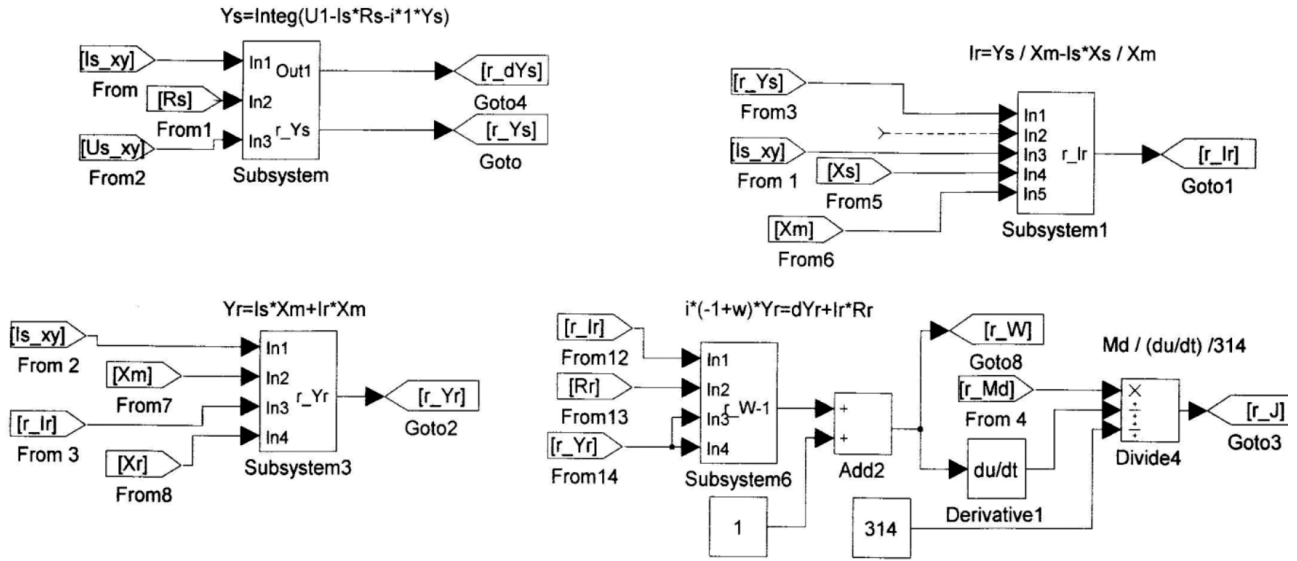 Ys=Integ(U1-Is*Rs-i*1*Ys)
[Is_xy]
From
[Rs]
From1
[Us_xy]
From2
In1
Out1
In2
In3
r_Ys
Subsystem
[r_dYs]
Goto4
[r_Ys]
Goto
Ir=Ys / Xm-Is*Xs / Xm
[r_Ys]
From3
[Is_xy]
From 1
[Xs]
From5
[Xm]
From6
In1
In2
In3
In4
In5
r_Ir
Subsystem1
[r_Ir]
Goto1
Yr=Is*Xm+Ir*Xm
[Is_xy]
From 2
[Xm]
From7
[r_Ir]
From 3
[Xr]
From8
In1
In2
In3
In4
r_Yr
Subsystem3
[r_Yr]
Goto2
i*(-1+w)*Yr=dYr+Ir*Rr
[r_Ir]
From12
[Rr]
From13
[r_Yr]
From14
In1
In2
In3
In4
r_W-1
Subsystem6
1
+
+
Add2
[r_W]
Goto8
du/dt
Derivative1
314
Md / (du/dt) /314
[r_Md]
From 4
×
÷
÷
Divide4
[r_J]
Goto3